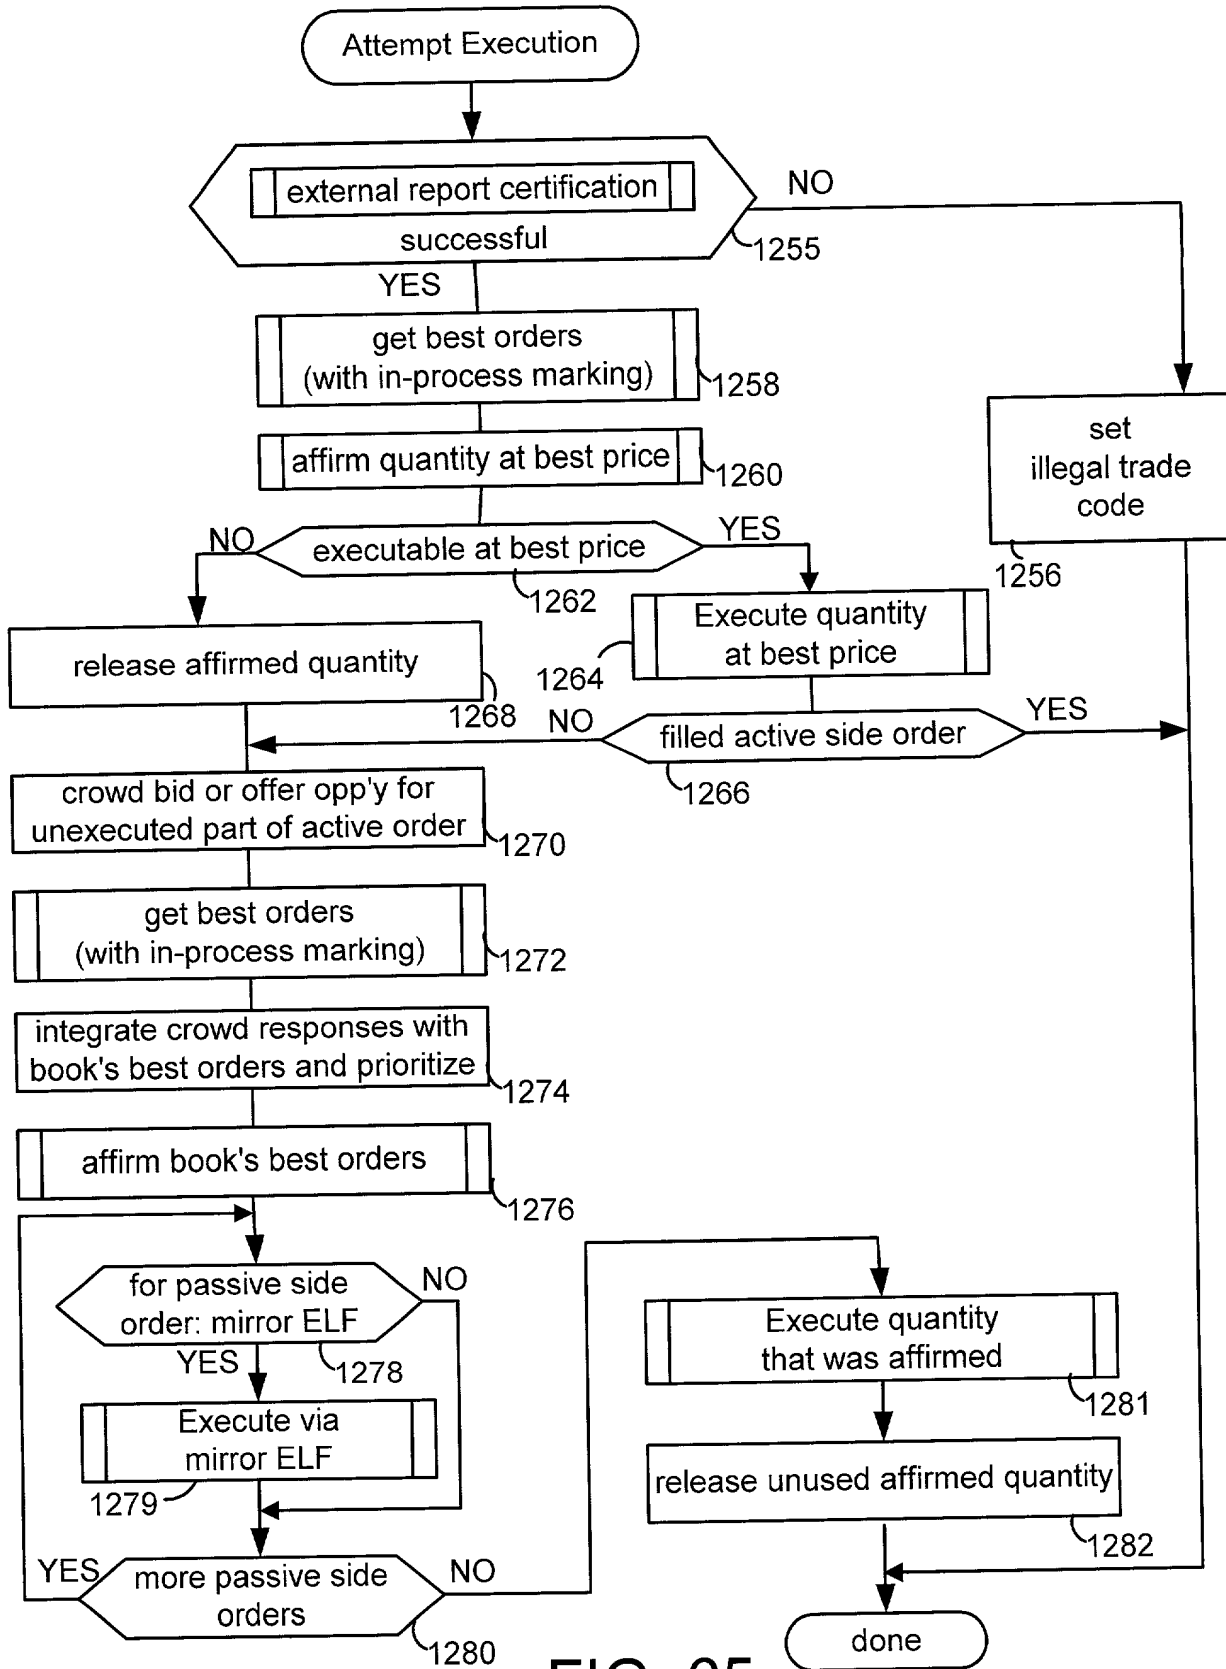 Attempt Execution
external report certification
successful
NO
1255
YES
get best orders
(with in-process marking)
1258
affirm quantity at best price
1260
set
illegal trade
code
1256
NO
executable at best price
YES
1262
Execute quantity
at best price
1264
release affirmed quantity
1268
NO
filled active side order
YES
1266
crowd bid or offer opp'y for
unexecuted part of active order
1270
get best orders
(with in-process marking)
1272
integrate crowd responses with
book's best orders and prioritize
1274
affirm book's best orders
1276
for passive side
order: mirror ELF
NO
YES
1278
Execute via
mirror ELF
1279
YES
more passive side
orders
NO
1280
Execute quantity
that was affirmed
1281
release unused affirmed quantity
1282
done